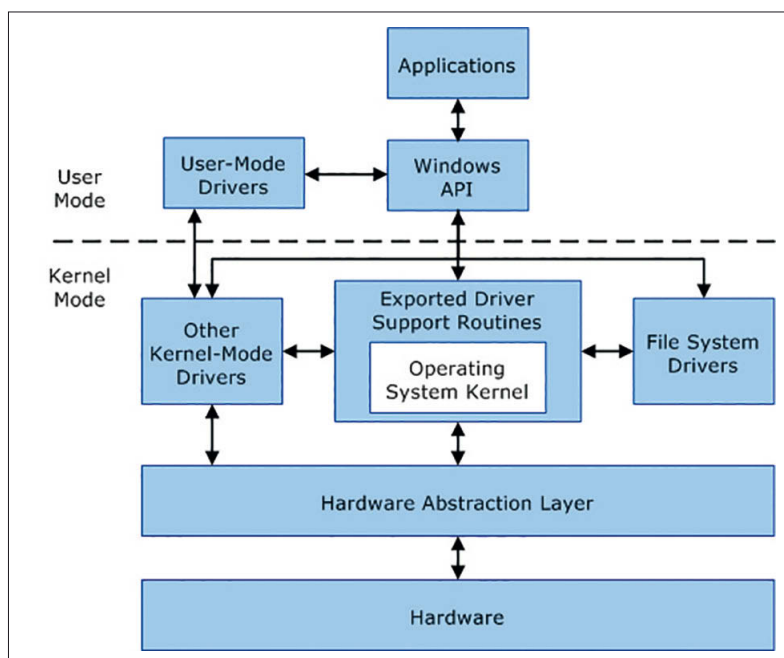 Applications
User-Mode
Drivers
Windows
API
User
Mode
Kernel
Mode
Other
Kernel-Mode
Drivers
Exported Driver
Support Routines
Operating
System Kernel
File System
Drivers
Hardware Abstraction Layer
Hardware